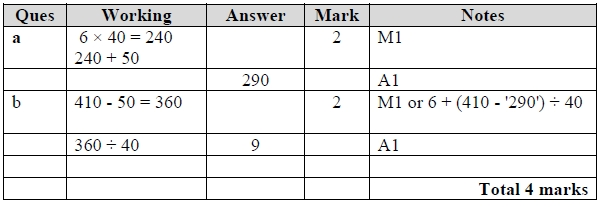 Ques Working Answer Mark Notes
a 6 × 40 = 240 2 M1
240 + 50
290 A1
b 410 - 50 = 360 2 M1 or 6 + (410 - '290') ÷ 40
360 ÷ 40 9 A1
Total 4 marks